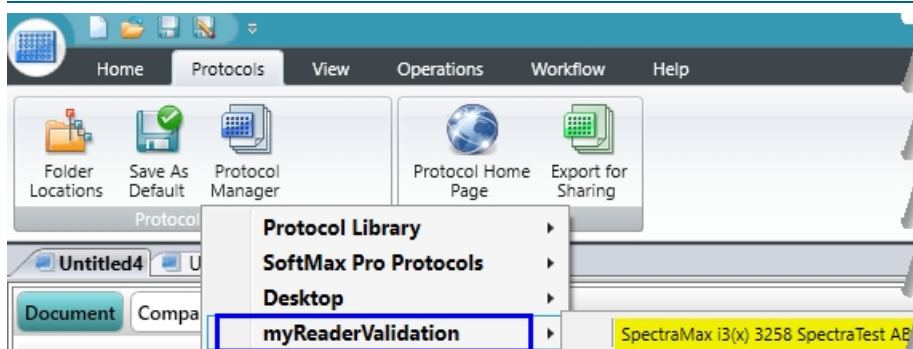 Home Protocols View Operations Workflow Help
Folder Locations
Save As Default
Protocol Manager
Protocol Home Page
Export for Sharing
Protocol
Protocol Library
SoftMax Pro Protocols
Desktop
myReaderValidation
SpectraMax i3(x) 3258 SpectraTest AB
Untitled4 U
Document Compa